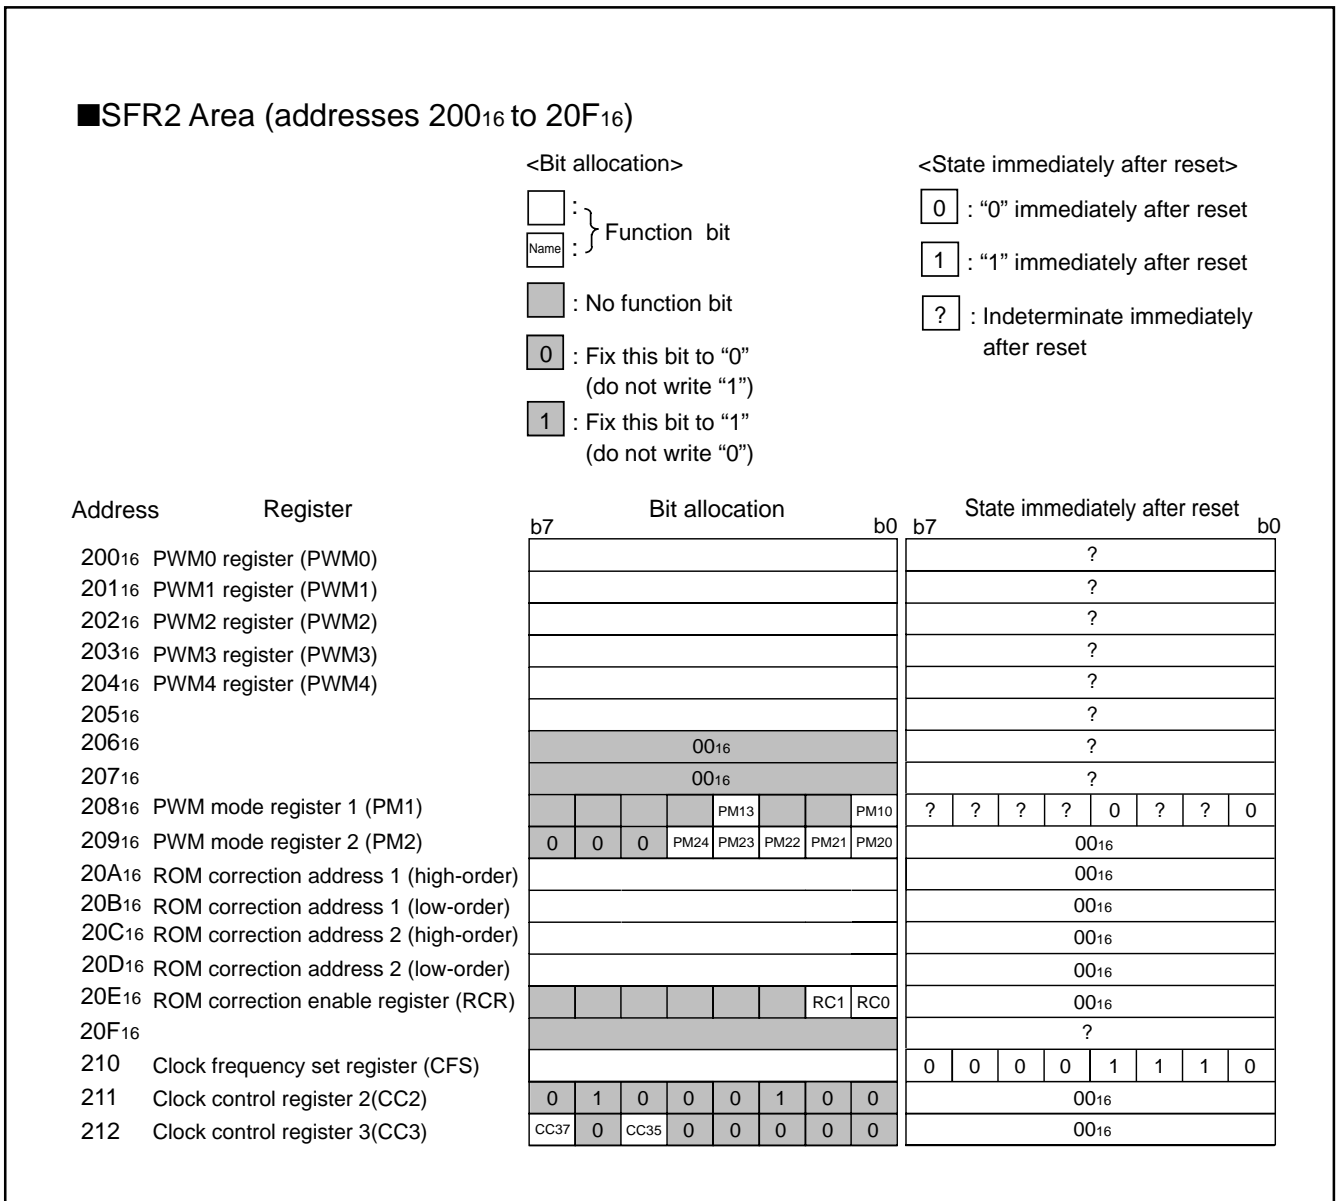 ■SFR2 Area (addresses 20016 to 20F16)
<Bit allocation> <State immediately after reset>
: 0 : “0” immediately after reset
Name : Function bit
1 : “1” immediately after reset
: No function bit ? : Indeterminate immediately
after reset
0 : Fix this bit to “0”
(do not write “1”)
1 : Fix this bit to “1”
(do not write “0”)
Address Register Bit allocation State immediately after reset
b7 b0 b7 b0
20016 PWM0 register (PWM0) ?
20116 PWM1 register (PWM1) ?
20216 PWM2 register (PWM2) ?
20316 PWM3 register (PWM3) ?
20416 PWM4 register (PWM4) ?
20516 ?
20616 0016 ?
20716 0016 ?
20816 PWM mode register 1 (PM1) PM13 PM10 ? ? ? ? 0 ? ? 0
20916 PWM mode register 2 (PM2) 0 0 0 PM24 PM23 PM22 PM21 PM20 0016
20A16 ROM correction address 1 (high-order) 0016
20B16 ROM correction address 1 (low-order) 0016
20C16 ROM correction address 2 (high-order) 0016
20D16 ROM correction address 2 (low-order) 0016
20E16 ROM correction enable register (RCR) RC1 RC0 0016
20F16 ?
210 Clock frequency set register (CFS) 0 0 0 0 1 1 1 0
211 Clock control register 2(CC2) 0 1 0 0 0 1 0 0 0016
212 Clock control register 3(CC3) CC37 0 CC35 0 0 0 0 0 0016